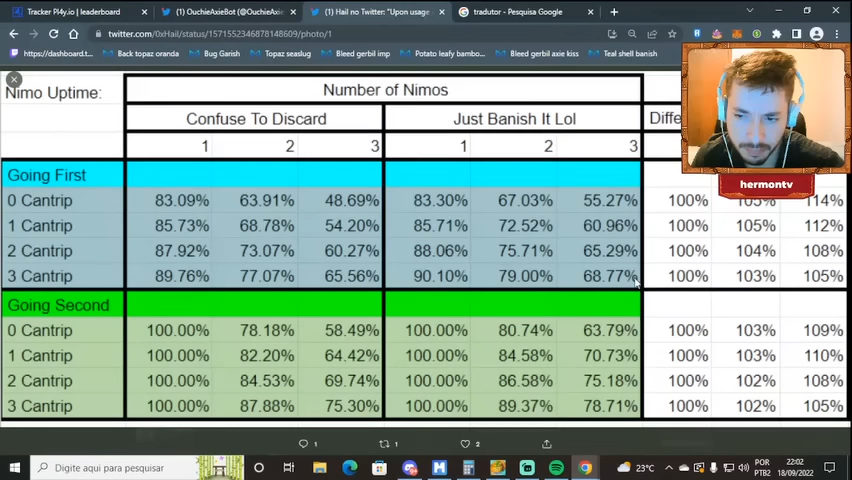 Tracker Pl4y.io | leaderboard
(1) OuchieAxieBot (@OuchieAxie
(1) Hail no Twitter: "Upon usage
tradutor - Pesquisa Google
twitter.com/0xHail/status/1571552346878148609/photo/1
https://dashboard.t...
Back topaz oranda
Bug Garish
Topaz seaslug
Bleed gerbil imp
Potato leafy bambo...
Bleed gerbil axie kiss
Teal shell banish
Nimo Uptime:
Number of Nimos
Confuse To Discard
Just Banish It Lol
Diffe
1 2 3 1 2 3
Going First
0 Cantrip 83.09% 63.91% 48.69% 83.30% 67.03% 55.27% 100% 105% 114%
1 Cantrip 85.73% 68.78% 54.20% 85.71% 72.52% 60.96% 100% 105% 112%
2 Cantrip 87.92% 73.07% 60.27% 88.06% 75.71% 65.29% 100% 104% 108%
3 Cantrip 89.76% 77.07% 65.56% 90.10% 79.00% 68.77% 100% 103% 105%
Going Second
0 Cantrip 100.00% 78.18% 58.49% 100.00% 80.74% 63.79% 100% 103% 109%
1 Cantrip 100.00% 82.20% 64.42% 100.00% 84.58% 70.73% 100% 103% 110%
2 Cantrip 100.00% 84.53% 69.74% 100.00% 86.58% 75.18% 100% 102% 108%
3 Cantrip 100.00% 87.88% 75.30% 100.00% 89.37% 78.71% 100% 102% 105%
hermontv
1 1 2
Digite aqui para pesquisar
23°C
POR
PTB2
22:02
18/09/2022